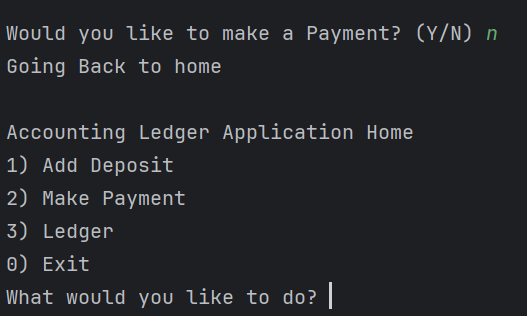 Would you like to make a Payment? (Y/N) n
Going Back to home
Accounting Ledger Application Home
1) Add Deposit
2) Make Payment
3) Ledger
0) Exit
What would you like to do?